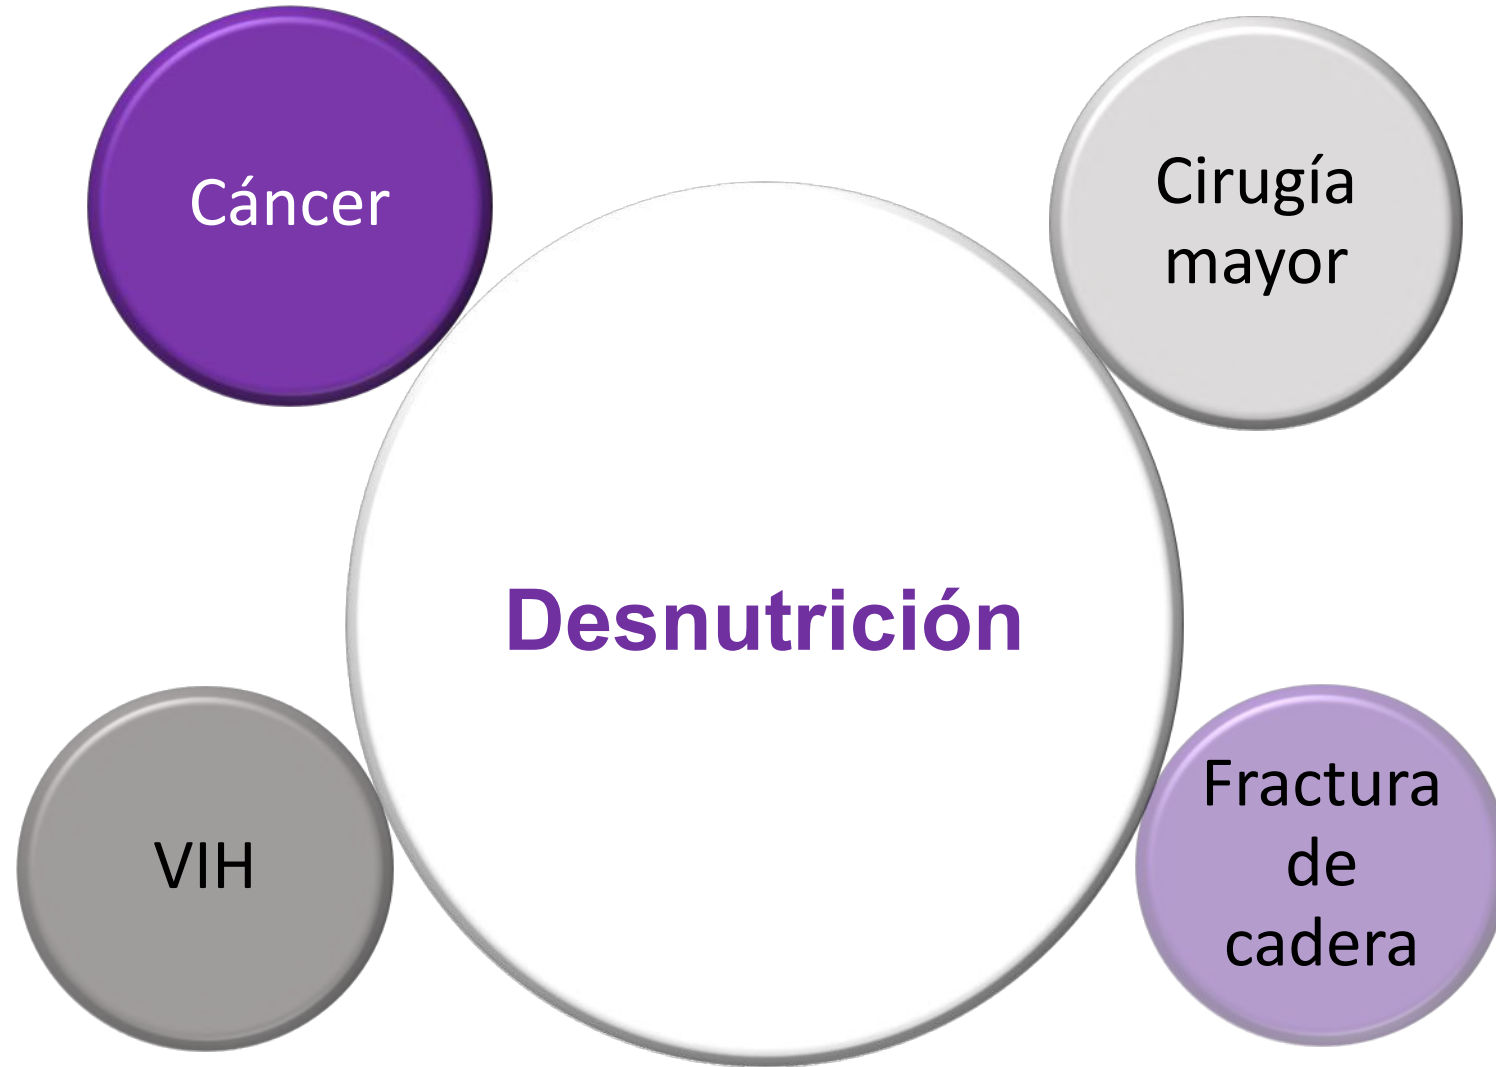 Cáncer
Cirugía
mayor
Desnutrición
VIH
Fractura
de
cadera